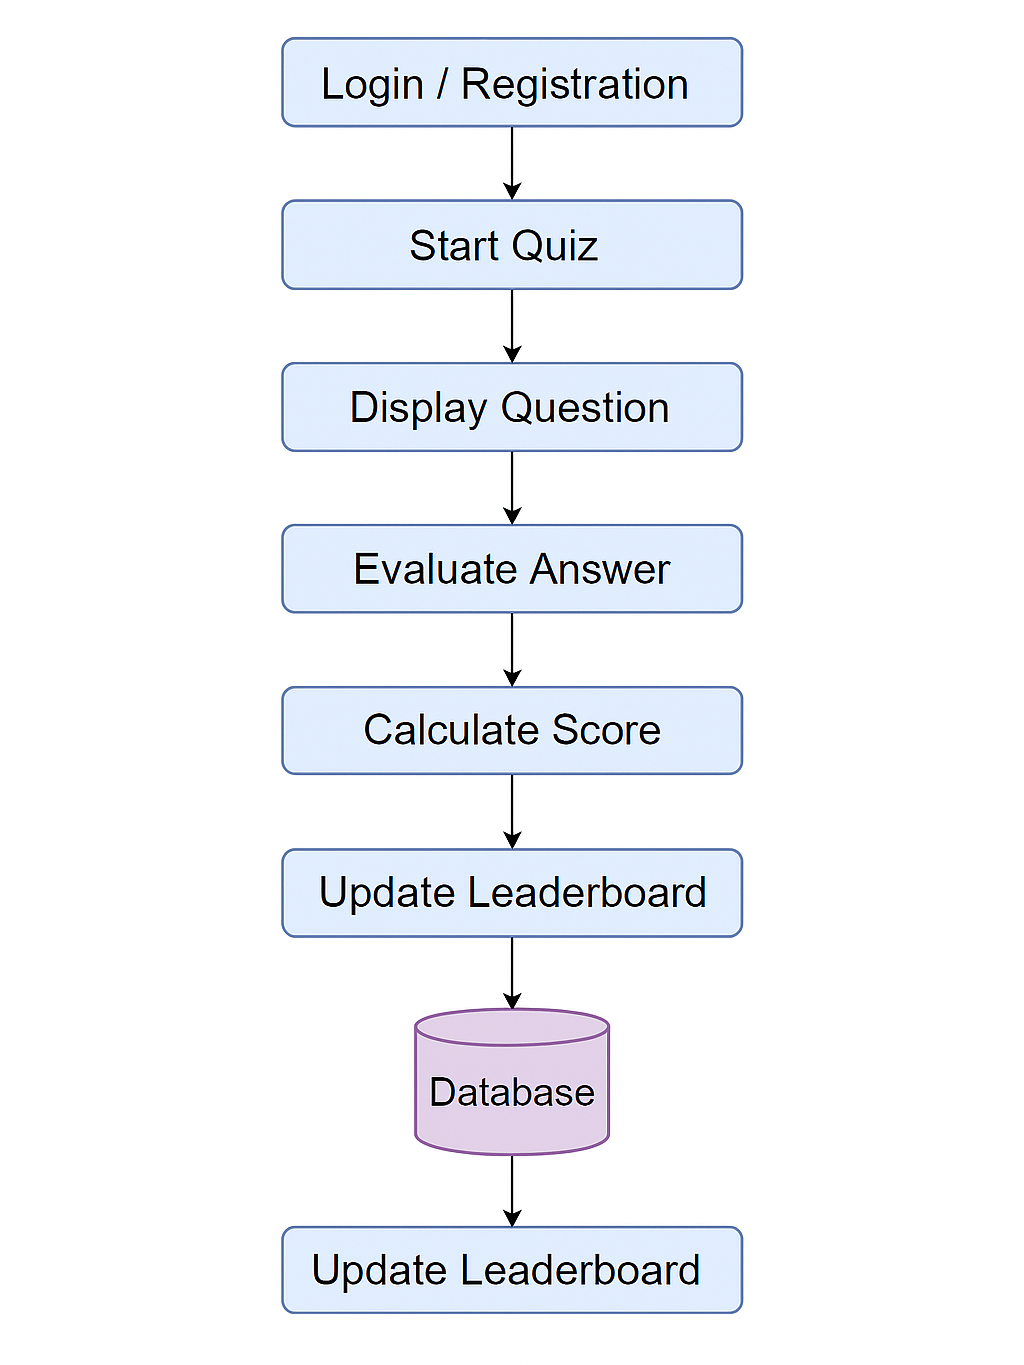 Login / Registration
Start Quiz
Display Question
Evaluate Answer
Calculate Score
Update Leaderboard
Database
Update Leaderboard